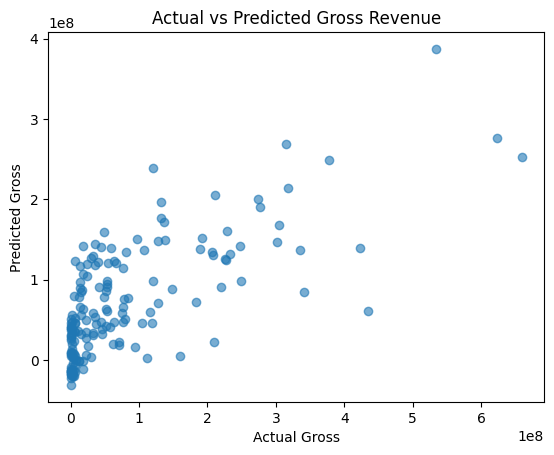 Actual vs Predicted Gross Revenue
1e8
4
3
2
1
0
Predicted Gross
0 1 2 3 4 5 6
1e8
Actual Gross